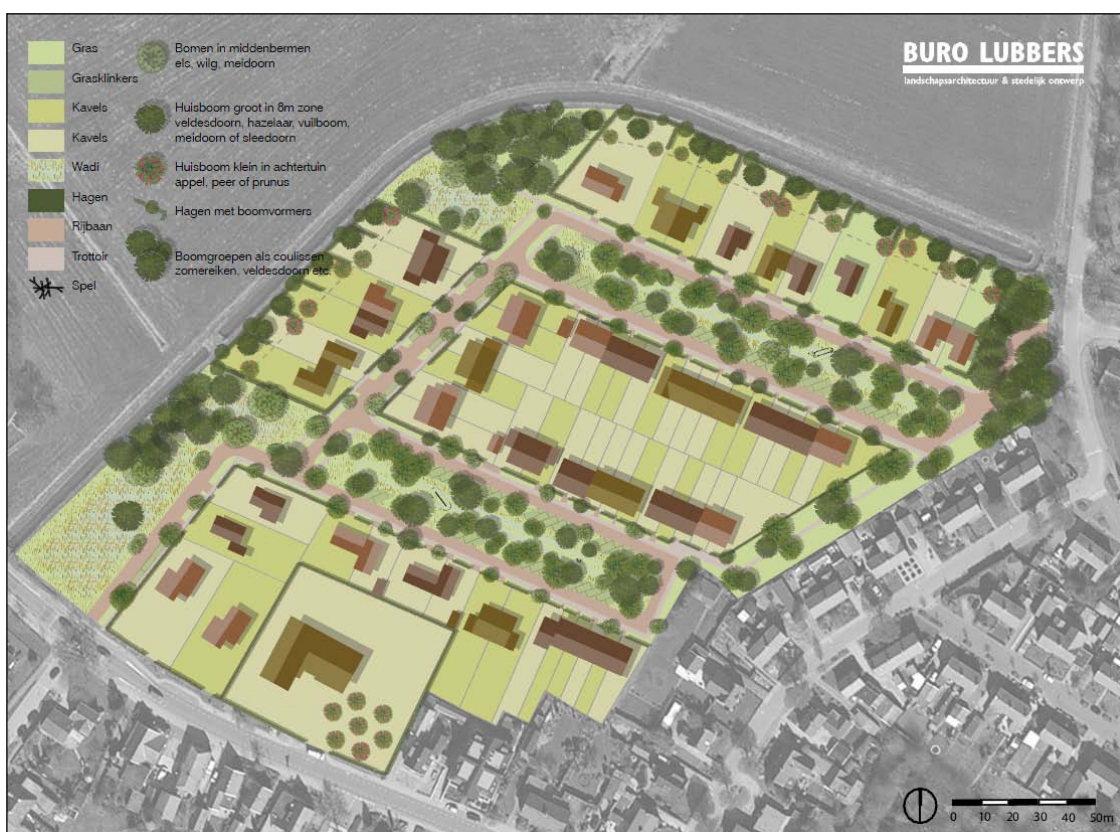 Gras
Grasklinkers
Kavels
Kavels
Wadi
Hagen
Rijbaan
Trottoir
Spel
Bomen in middenbermen
els, wilg, meidoorn
Huisboom groot in 8m zone
veldesdoorn, hazelaar, vuilboom,
meidoorn of sleedoorn
Huisboom klein in achtertuin
appel, peer of prunus
Hagen met boomvormers
Boomgroepen als coulissen
zomereiken, veldesdoorn etc.
BURO LUBBERS
landschapsarchitectuur & stedelijk ontwerp
0 10 20 30 40 50m